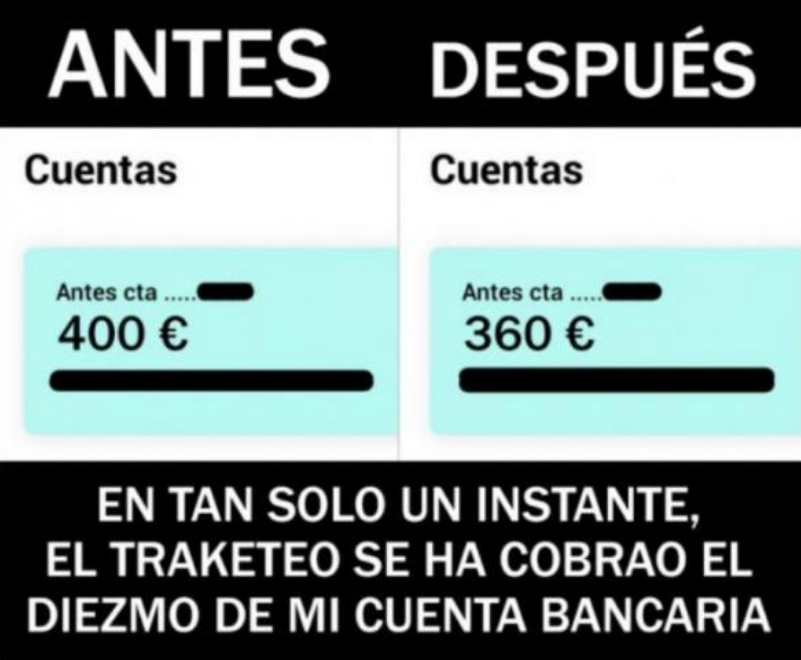 ANTES
DESPUÉS
Cuentas
Antes cta .....
400 €
Cuentas
Antes cta .....
360 €
EN TAN SOLO UN INSTANTE,
EL TRAKETEO SE HA COBRAO EL
DIEZMO DE MI CUENTA BANCARIA